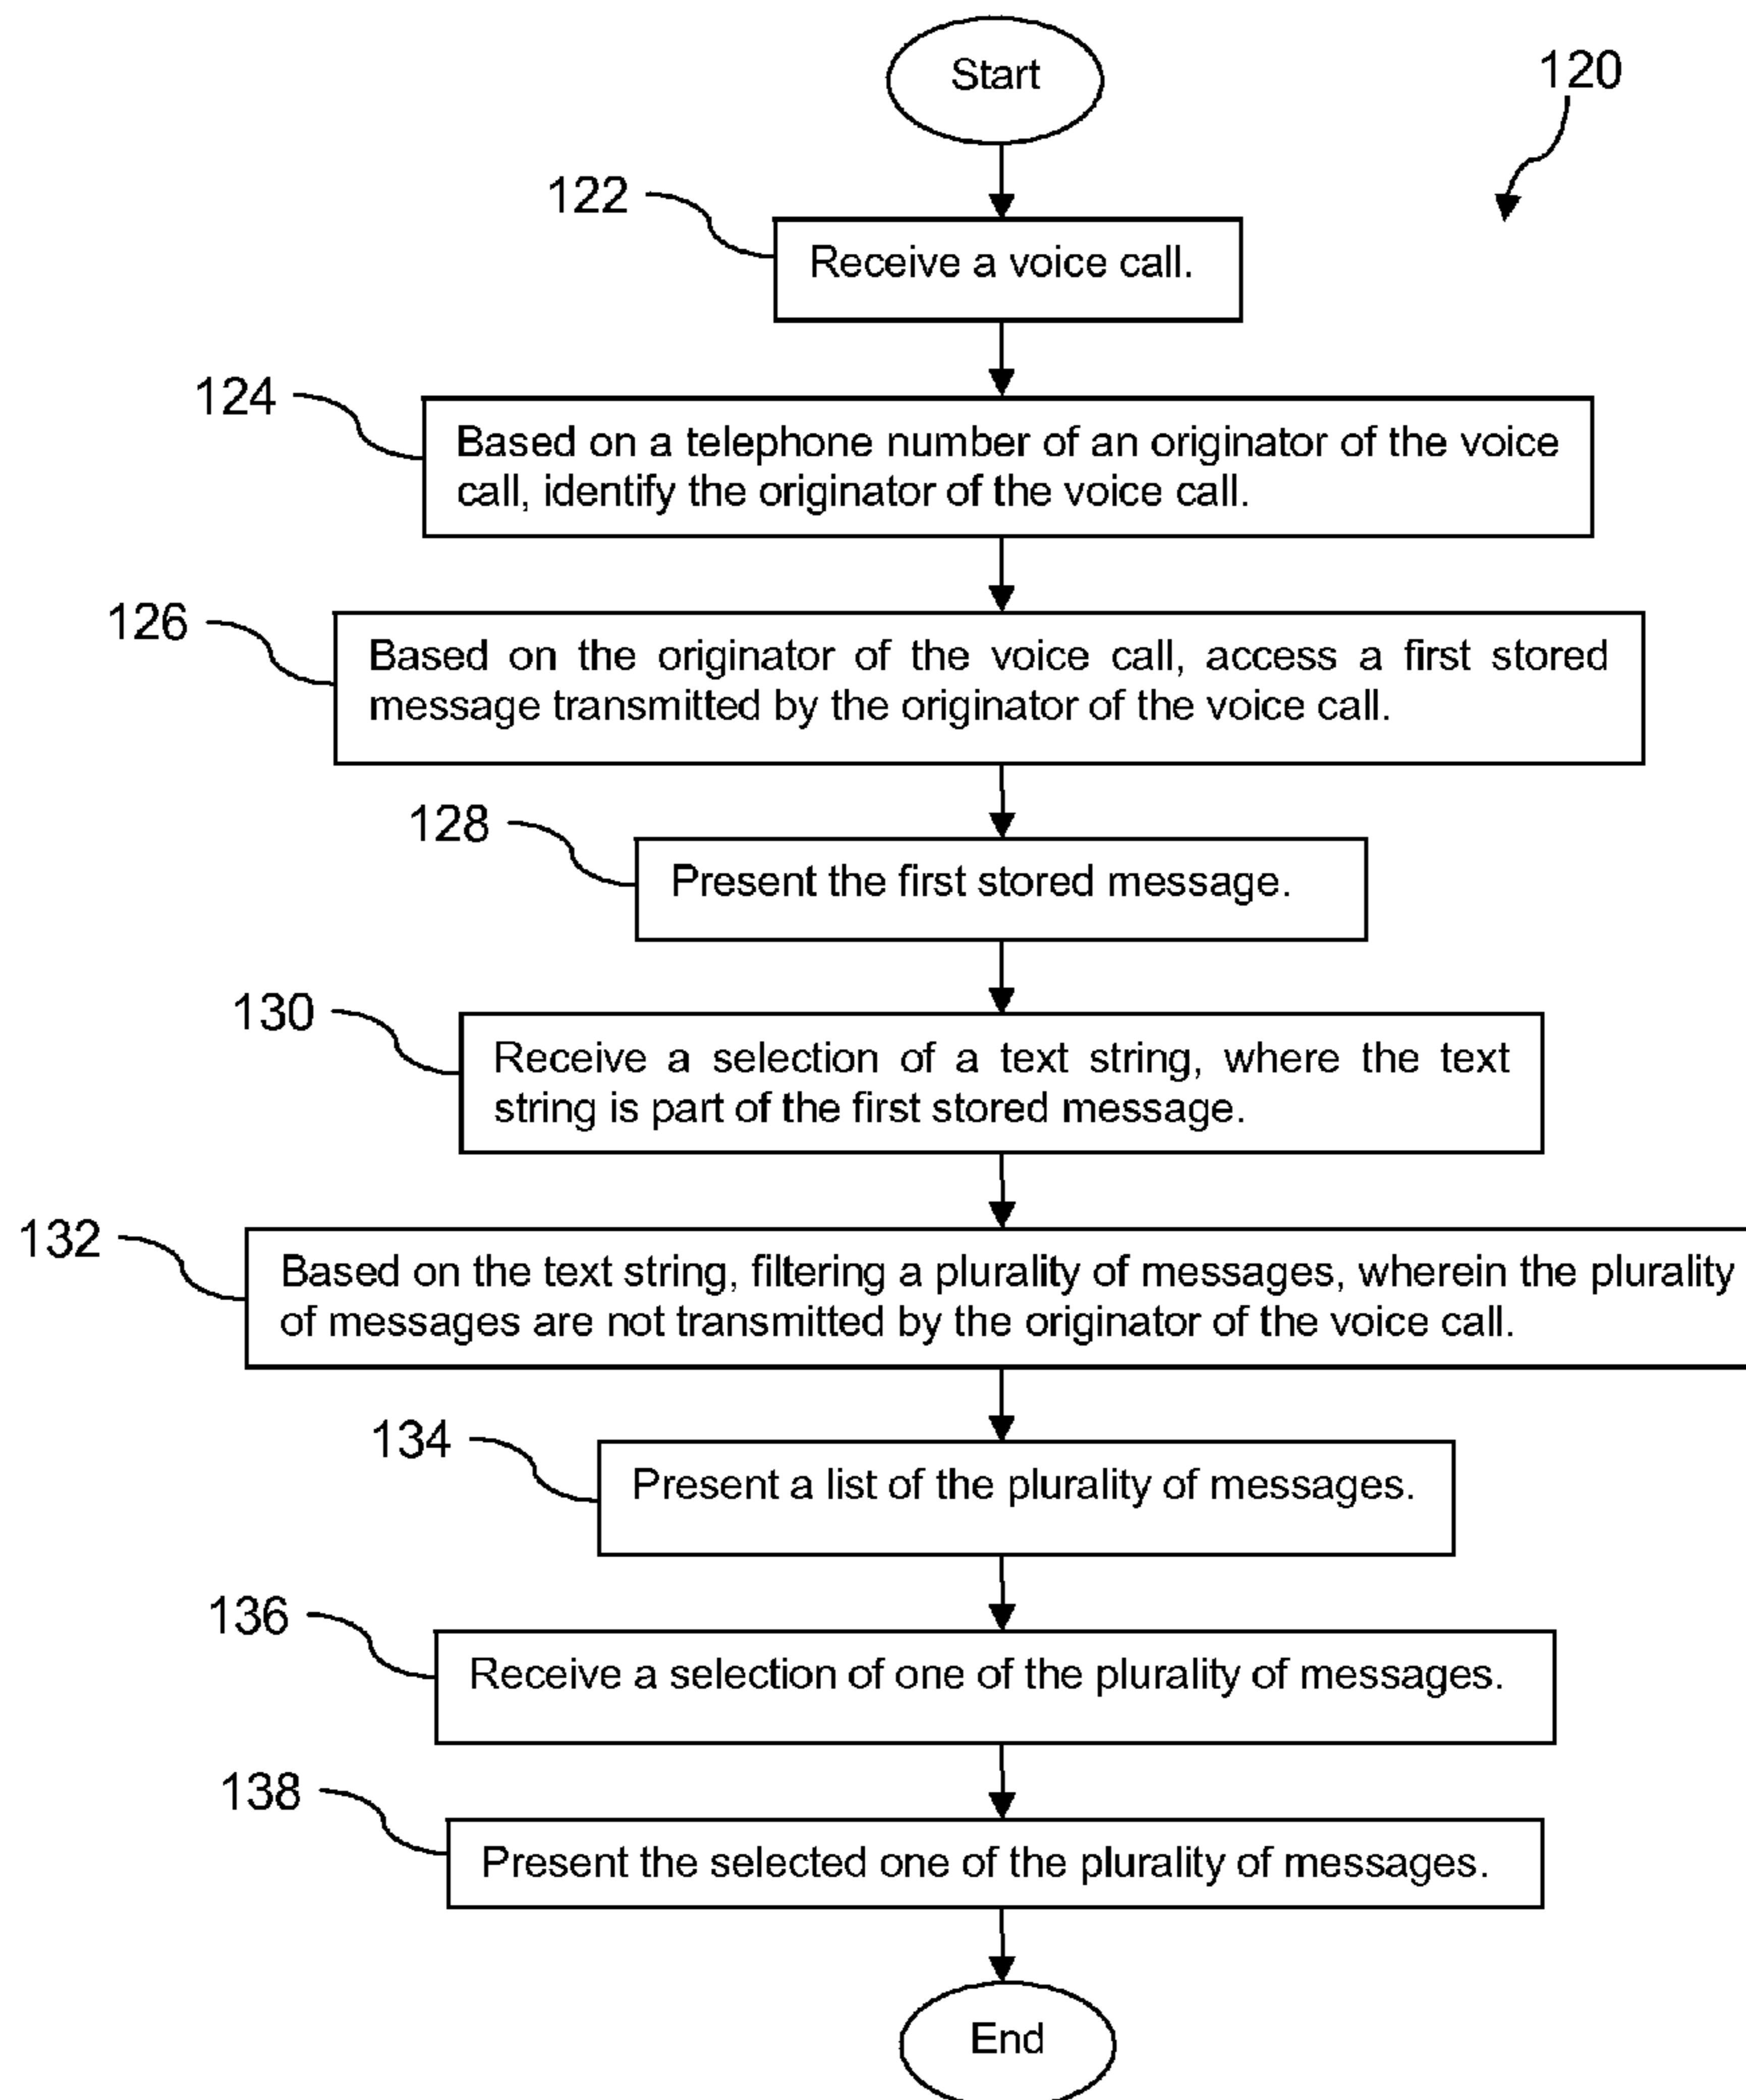 Start
120
122
Receive a voice call.
124
Based on a telephone number of an originator of the voice
call, identify the originator of the voice call.
126
Based on the originator of the voice call, access a first stored
message transmitted by the originator of the voice call.
128
Present the first stored message.
130
Receive a selection of a text string, where the text
string is part of the first stored message.
132
Based on the text string, filtering a plurality of messages, wherein the plurality
of messages are not transmitted by the originator of the voice call.
134
Present a list of the plurality of messages.
136
Receive a selection of one of the plurality of messages.
138
Present the selected one of the plurality of messages.
End